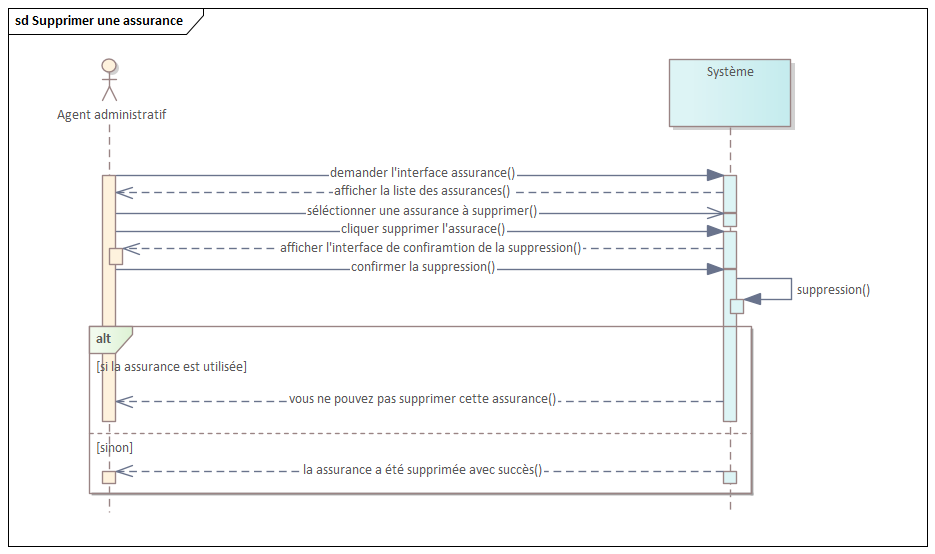 sd Supprimer une assurance
Agent administratif
Système
demander l'interface assurance()
afficher la liste des assurances()
séléctionner une assurance à supprimer()
cliquer supprimer l'assurace()
afficher l'interface de confiramtion de la suppression()
confirmer la suppression()
suppression()
alt
[si la assurance est utilisée]
vous ne pouvez pas supprimer cette assurance()
[sinon]
la assurance a été supprimée avec succès()